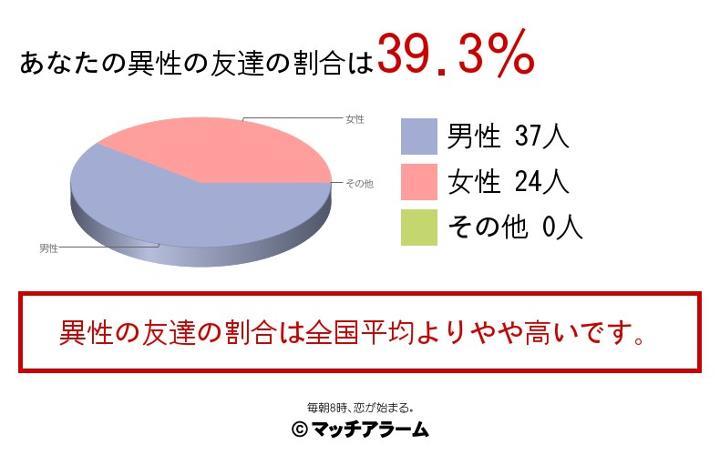 あなたの異性の友達の割合は39.3%
女性
その他
男性
男性 37人
女性 24人
その他 0人
異性の友達の割合は全国平均よりやや高いです。
毎朝8時、恋が始まる。
©マッチアラーム